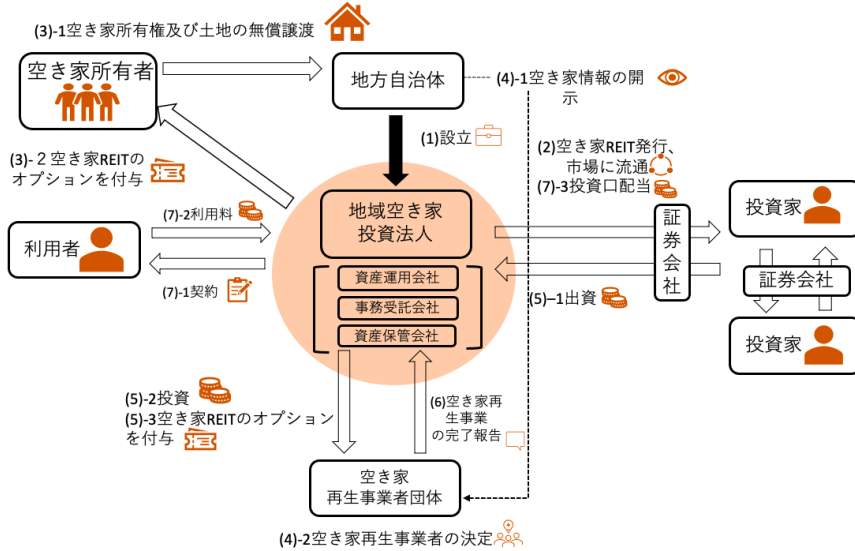 (3)-1空き家所有権及び土地の無償譲渡
空き家所有者
地方自治体
(4)-1空き家情報の開
示
(1)設立
(2)空き家REIT発行、
市場に流通
(7)-3投資口配当
(3)-２空き家REITの
オプションを付与
(7)-2利用料
利用者
(7)-1契約
地域空き家
投資法人
資産運用会社
事務受託会社
資産保管会社
証券会社
投資家
証券会社
投資家
(5)–1出資
(5)-2投資
(5)-3空き家REITのオプション
を付与
(6)空き家再
生事業
の完了報告
空き家
再生事業者団体
(4)-2空き家再生事業者の決定